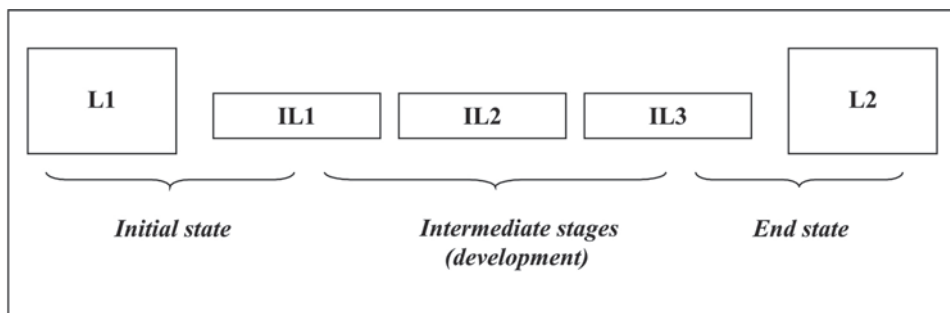 L1
IL1
IL2
IL3
L2
Initial state
Intermediate stages
(development)
End state